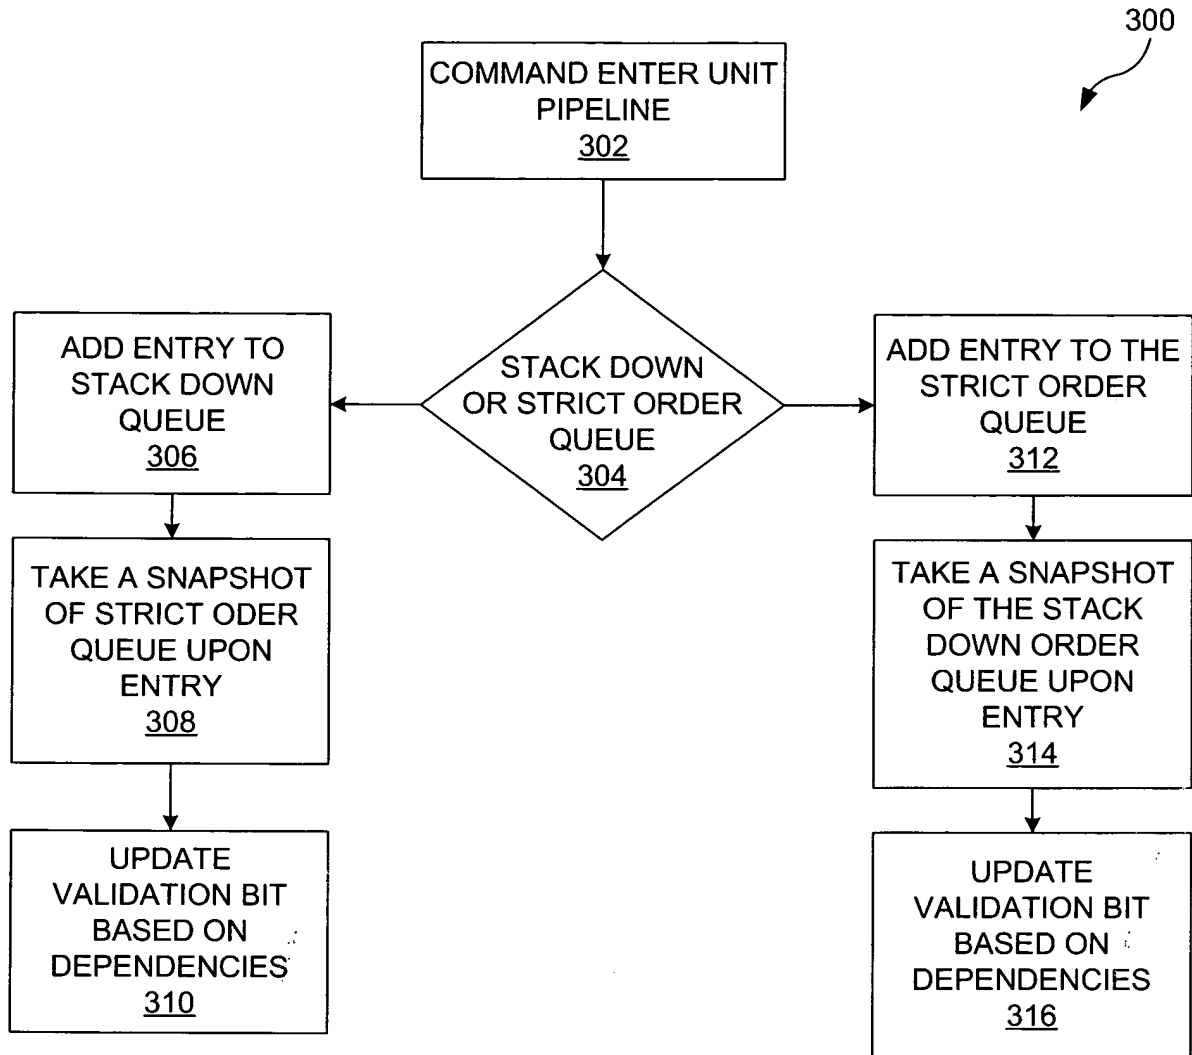 300
COMMAND ENTER UNIT
PIPELINE
302
STACK DOWN
OR STRICT ORDER
QUEUE
304
ADD ENTRY TO
STACK DOWN
QUEUE
306
TAKE A SNAPSHOT
OF STRICT ODER
QUEUE UPON
ENTRY
308
UPDATE
VALIDATION BIT
BASED ON
DEPENDENCIES
310
ADD ENTRY TO THE
STRICT ORDER
QUEUE
312
TAKE A SNAPSHOT
OF THE STACK
DOWN ORDER
QUEUE UPON
ENTRY
314
UPDATE
VALIDATION BIT
BASED ON
DEPENDENCIES
316